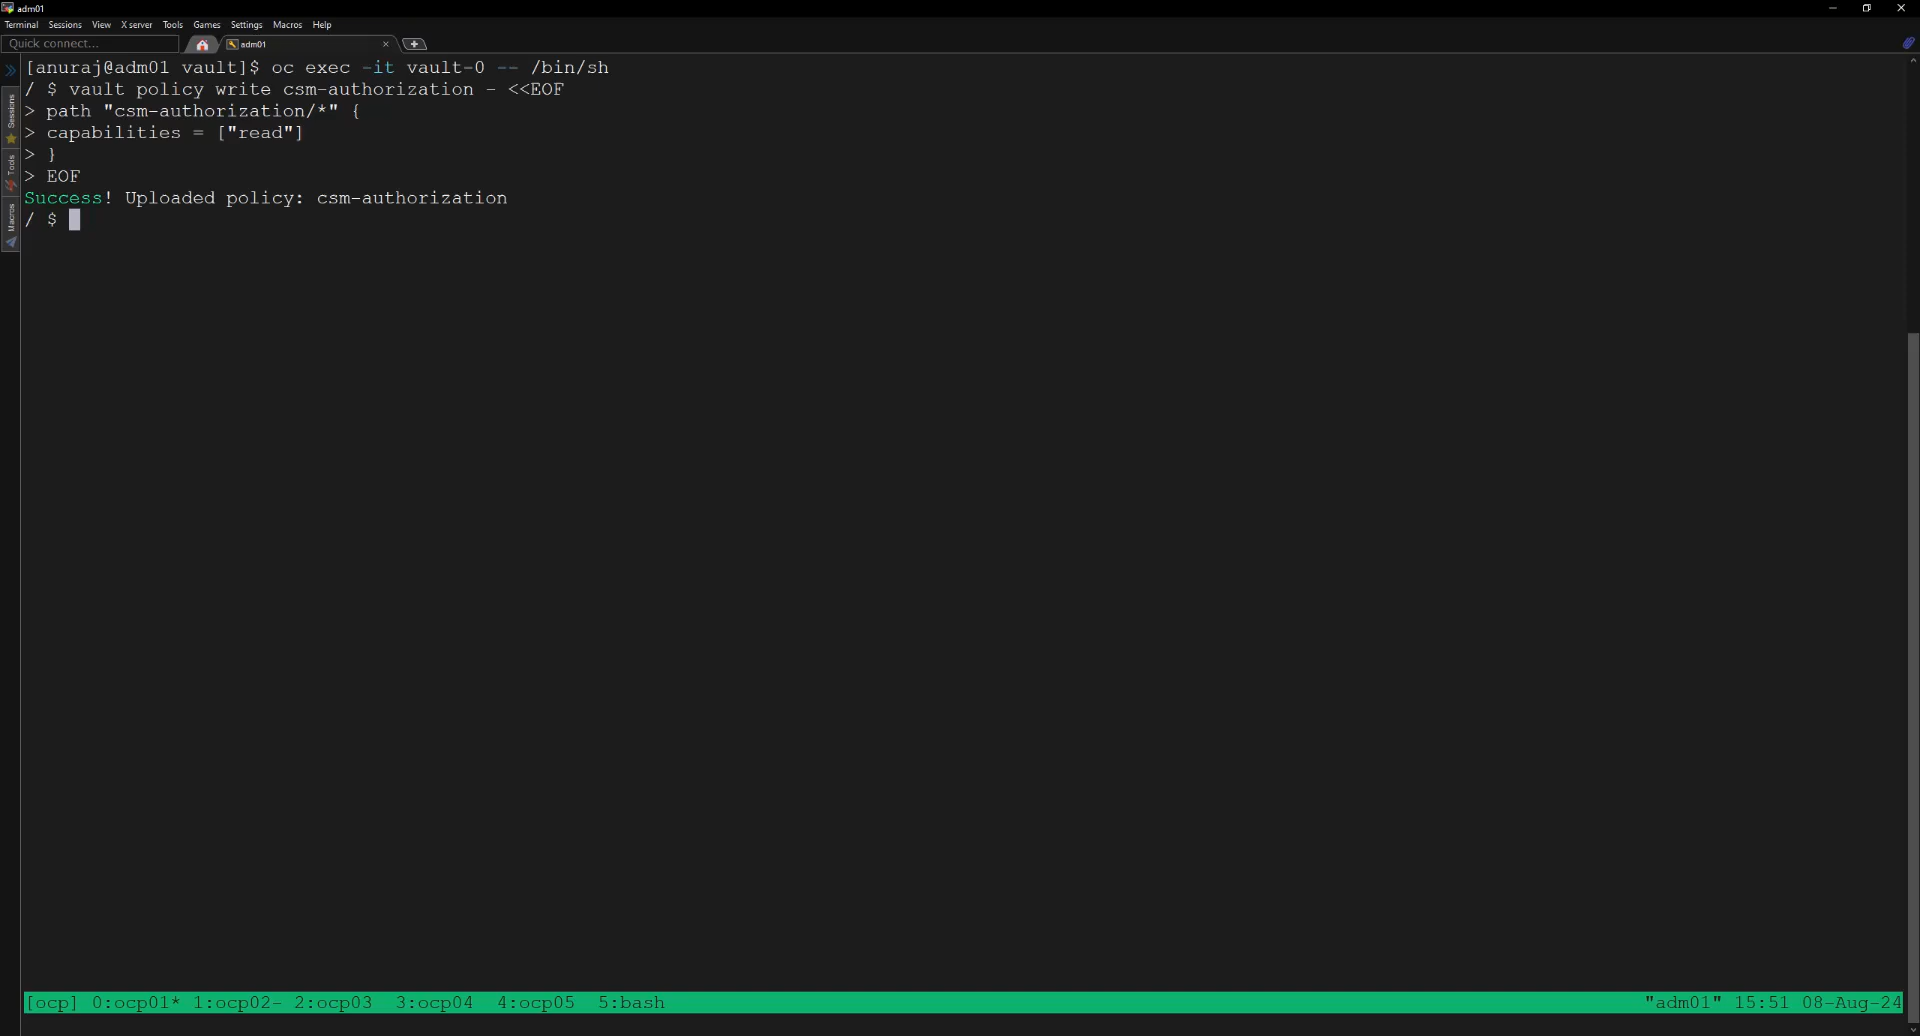 adm01
Terminal Sessions View X server Tools Games Settings Macros Help
Quick connect... adm01
Sessions
Tools
Macros
[anuraj@adm01 vault]$ oc exec -it vault-0 -- /bin/sh
/ $ vault policy write csm-authorization - <<EOF
> path "csm-authorization/*" {
> capabilities = ["read"]
> }
> EOF
Success! Uploaded policy: csm-authorization
/ $
[ocp] 0:ocp01* 1:ocp02- 2:ocp03 3:ocp04 4:ocp05 5:bash "adm01" 15:51 08-Aug-24